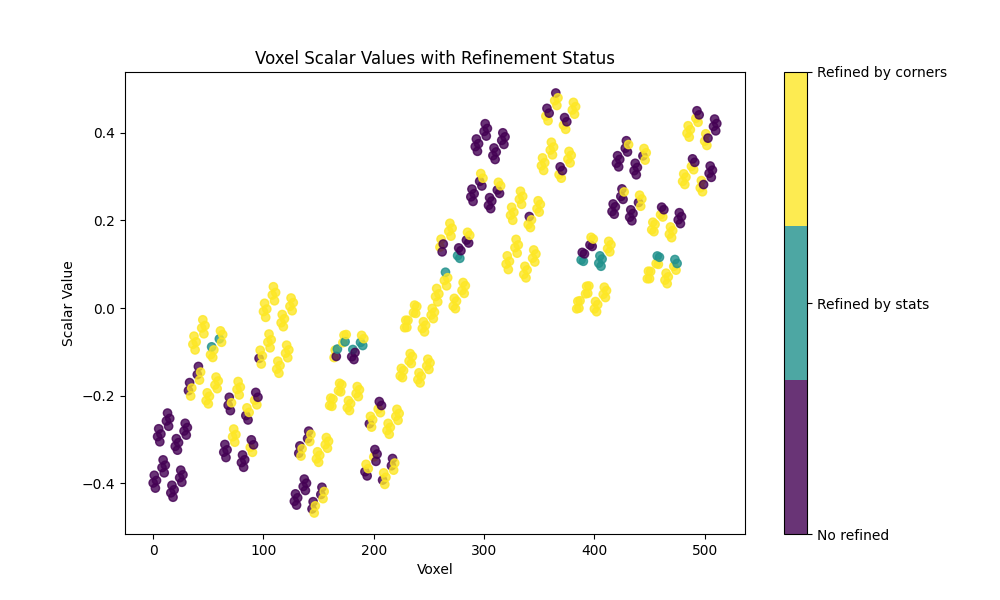 Voxel Scalar Values with Refinement Status
Refined by corners
0.4
0.2
Refined by stats
0.0
Scalar Value
−0.2
−0.4
No refined
0 100 200 300 400 500
Voxel